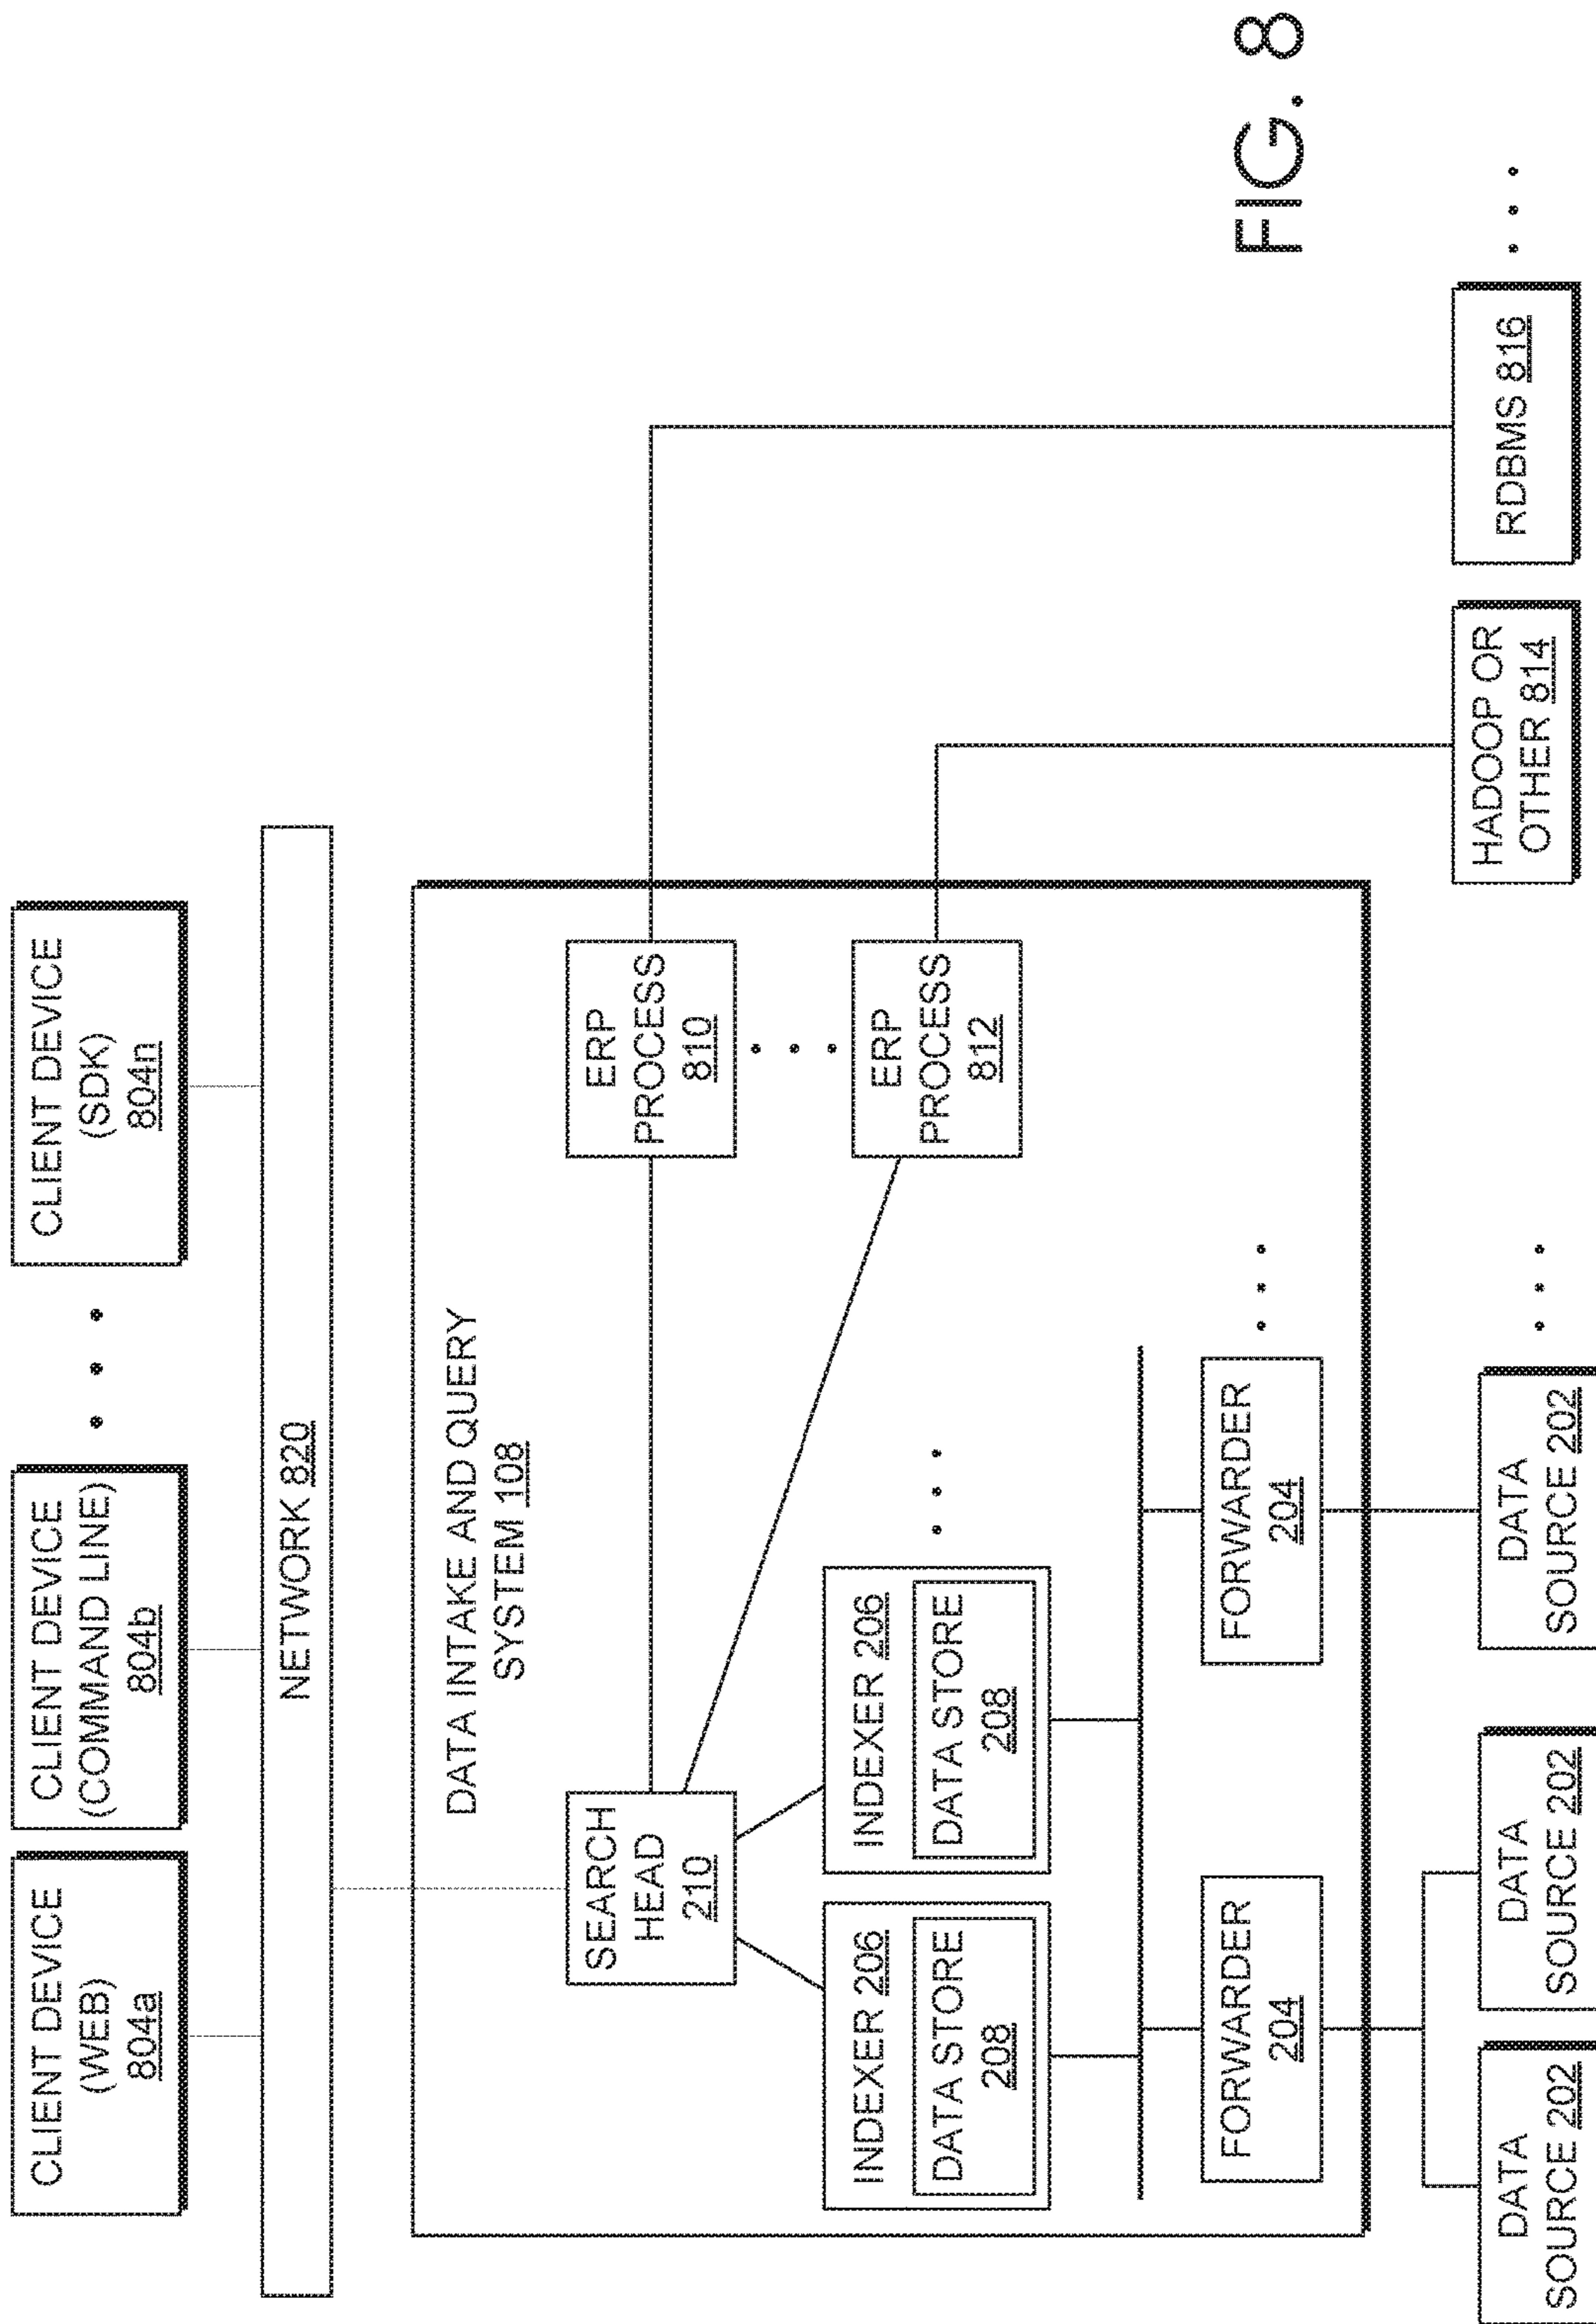 CLIENT DEVICE
(WEB)
804a
CLIENT DEVICE
(COMMAND LINE)
804b
CLIENT DEVICE
(SDK)
804n
NETWORK 820
DATA INTAKE AND QUERY
SYSTEM 108
SEARCH
HEAD
210
ERP
PROCESS
810
INDEXER 206
DATA STORE
208
INDEXER 206
DATA STORE
208
ERP
PROCESS
812
FORWARDER
204
FORWARDER
204
DATA
SOURCE 202
DATA
SOURCE 202
DATA
SOURCE 202
HADOOP OR
OTHER 814
RDBMS 816
FIG. 8